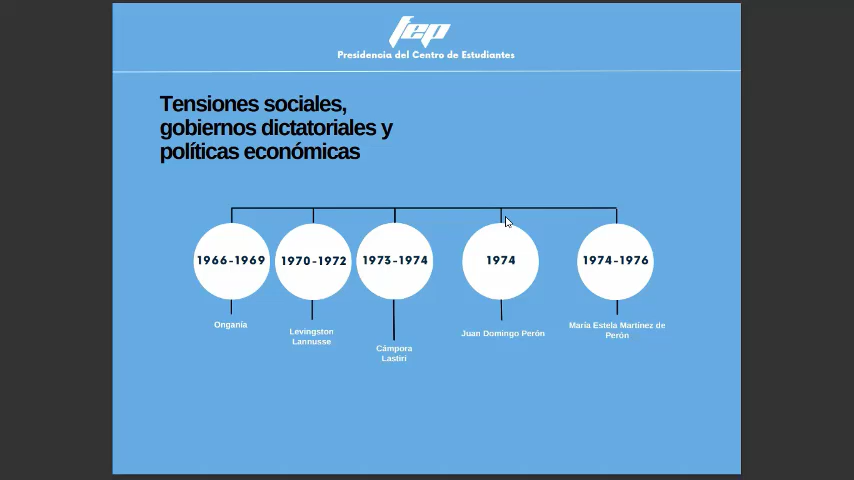 fep
Presidencia del Centro de Estudiantes
Tensiones sociales,
gobiernos dictatoriales y
políticas económicas
1966-1969
1970-1972
1973-1974
1974
1974-1976
Onganía
Levingston
Lannusse
Cámpora
Lastiri
Juan Domingo Perón
María Estela Martínez de
Perón